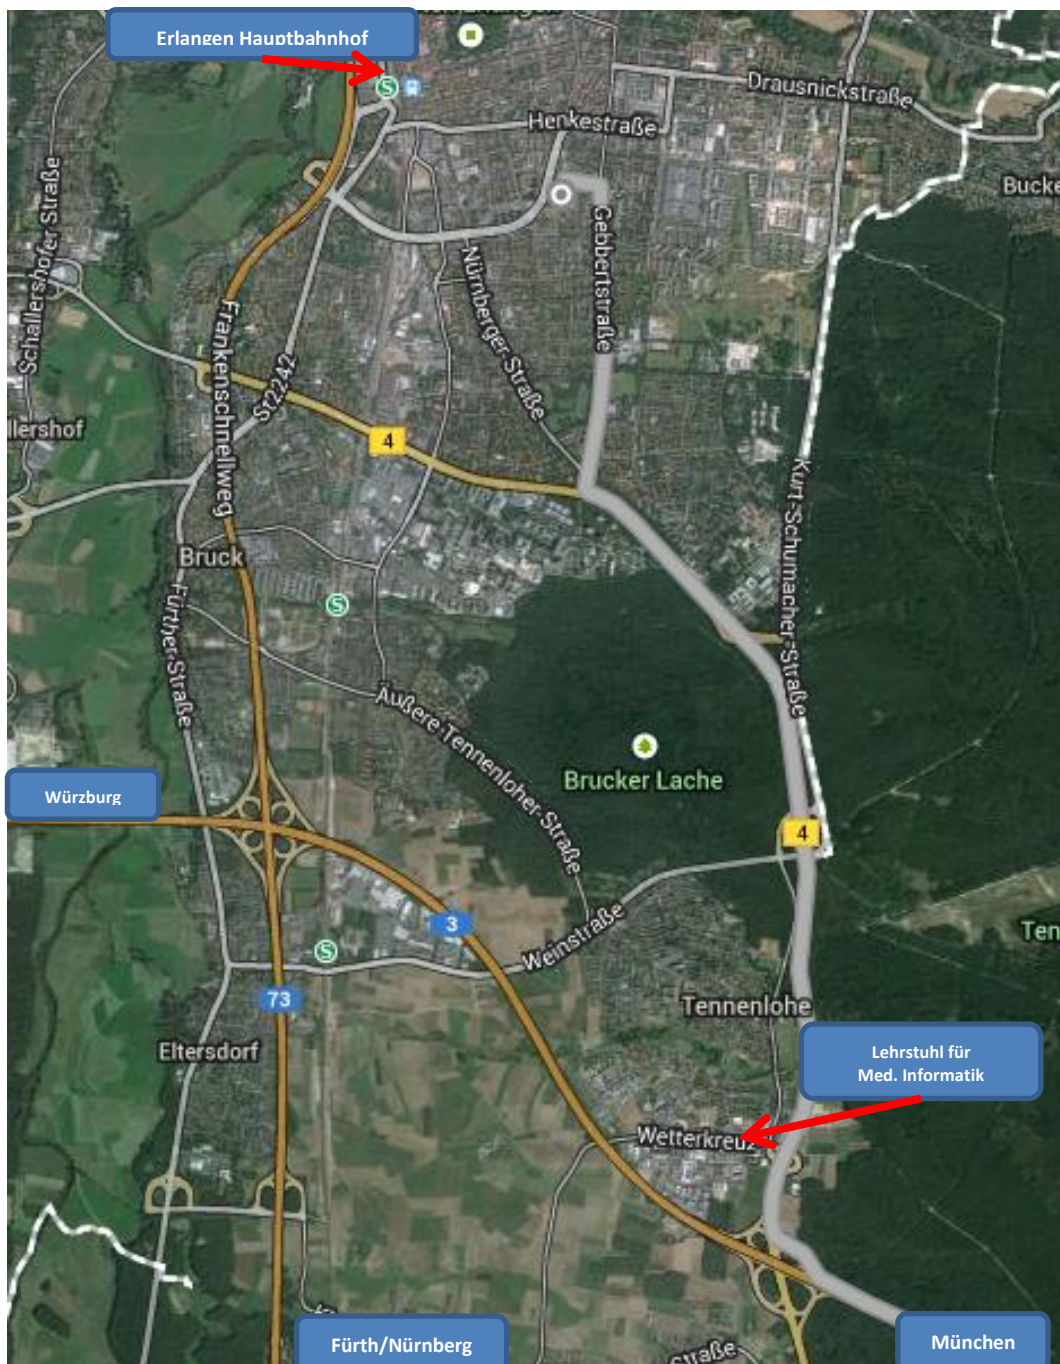 Erlangen Hauptbahnhof
Drausnickstraße
Henkestraße
Schallershofer Straße
Gebbertstraße
Nürnberger-Straße
Frankenschnellweg
St2242
4
llershof
Kurt-Schumacher-Straße
Bruck
Fürther-Straße
Äußere-Tennenloher-Straße
Brucker Lache
Würzburg
4
3
Weinstraße
Ten
73
Tennenlohe
Eltersdorf
Lehrstuhl für
Med. Informatik
Wetterkreuz
Fürth/Nürnberg
München
straße